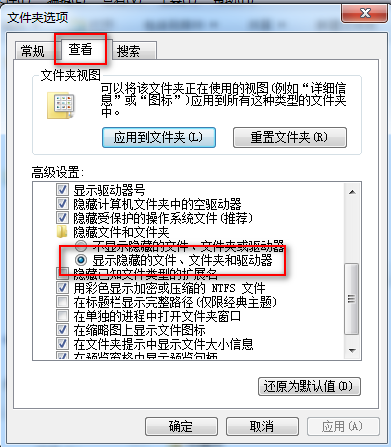 文件夹选项
常规 查看 搜索
文件夹视图
可以将该文件夹正在使用的视图(例如“详细信
息”或“图标”)应用到所有这种类型的文件夹
中。
应用到文件夹(L) 重置文件夹(R)
高级设置：
显示驱动器号
隐藏计算机文件夹中的空驱动器
隐藏受保护的操作系统文件(推荐)
隐藏文件和文件夹
不显示隐藏的文件、文件夹或驱动器
显示隐藏的文件、文件夹和驱动器
隐藏已知文件类型的扩展名
用彩色显示加密或压缩的 NTFS 文件
在标题栏显示完整路径(仅限经典主题)
在单独的进程中打开文件夹窗口
在缩略图上显示文件图标
在文件夹提示中显示文件大小信息
在预览窗格中显示预览句柄
还原为默认值(D)
确定 取消 应用(A)